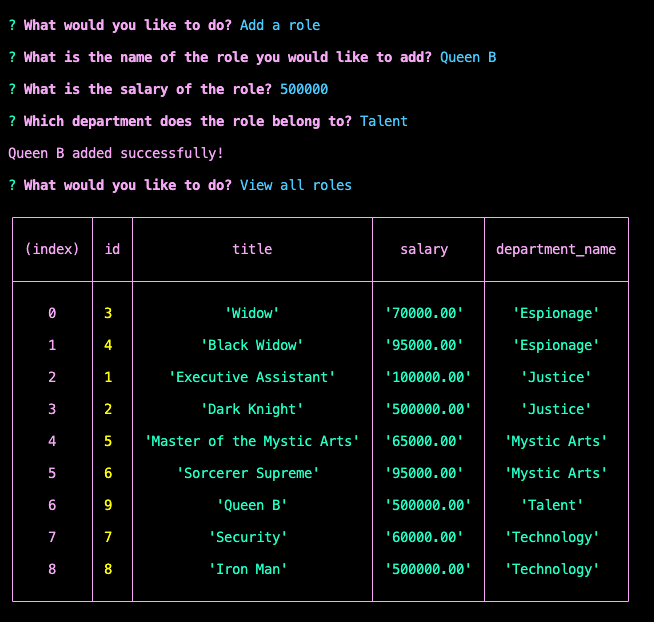 ? What would you like to do? Add a role
? What is the name of the role you would like to add? Queen B
? What is the salary of the role? 500000
? Which department does the role belong to? Talent
Queen B added successfully!
? What would you like to do? View all roles
(index) id title salary department_name
0 3 'Widow' '70000.00' 'Espionage'
1 4 'Black Widow' '95000.00' 'Espionage'
2 1 'Executive Assistant' '100000.00' 'Justice'
3 2 'Dark Knight' '500000.00' 'Justice'
4 5 'Master of the Mystic Arts' '65000.00' 'Mystic Arts'
5 6 'Sorcerer Supreme' '95000.00' 'Mystic Arts'
6 9 'Queen B' '500000.00' 'Talent'
7 7 'Security' '60000.00' 'Technology'
8 8 'Iron Man' '500000.00' 'Technology'